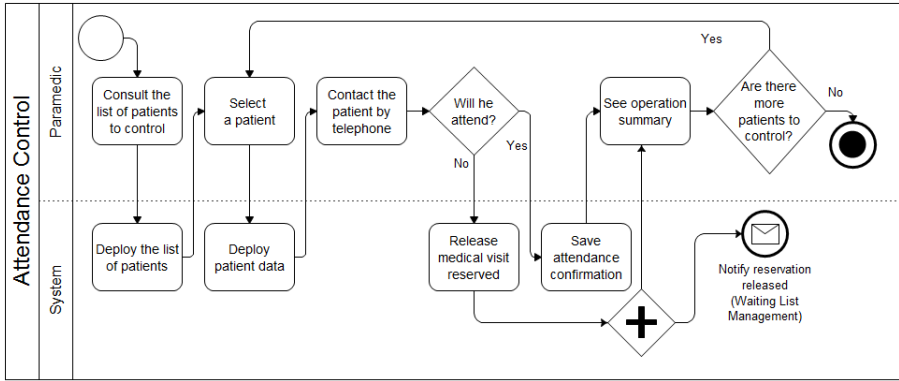 Attendance Control
Paramedic
Consult the
list of patients
to control
Select
a patient
Contact the
patient by
telephone
Will he
attend?
No
Yes
See operation
summary
Are there
more
patients to
control?
Yes
No
System
Deploy the list
of patients
Deploy
patient data
Release
medical visit
reserved
Save
attendance
confirmation
Notify reservation
released
(Waiting List
Management)